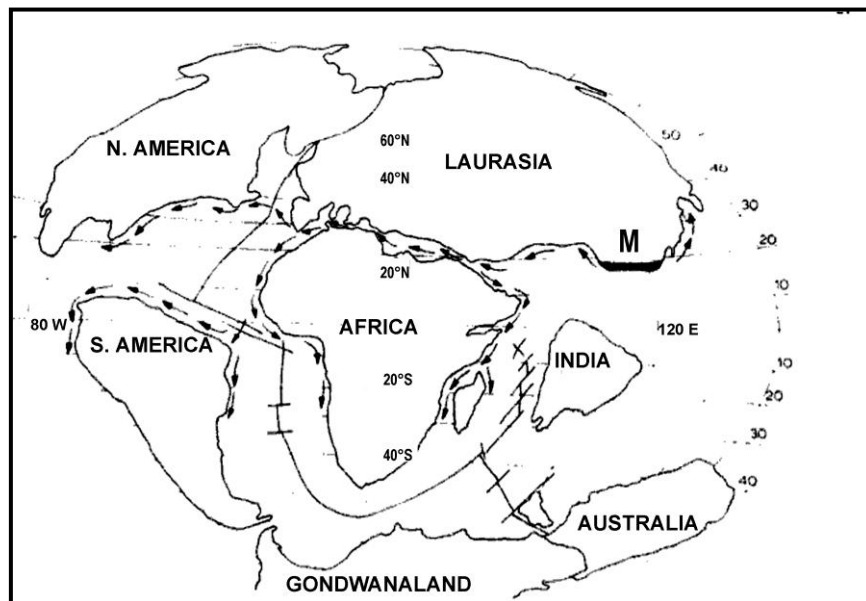 N. AMERICA
60°N
LAURASIA
40°N
50
40
30
M
20
20°N
10
80 W
AFRICA
120 E
S. AMERICA
INDIA
10
20°S
20
30
40°S
40
AUSTRALIA
GONDWANALAND